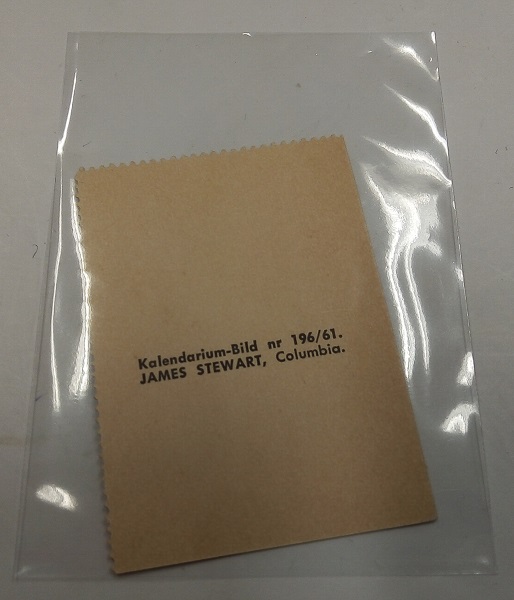 Kalendarium-Bild nr 196/61.
JAMES STEWART, Columbia.